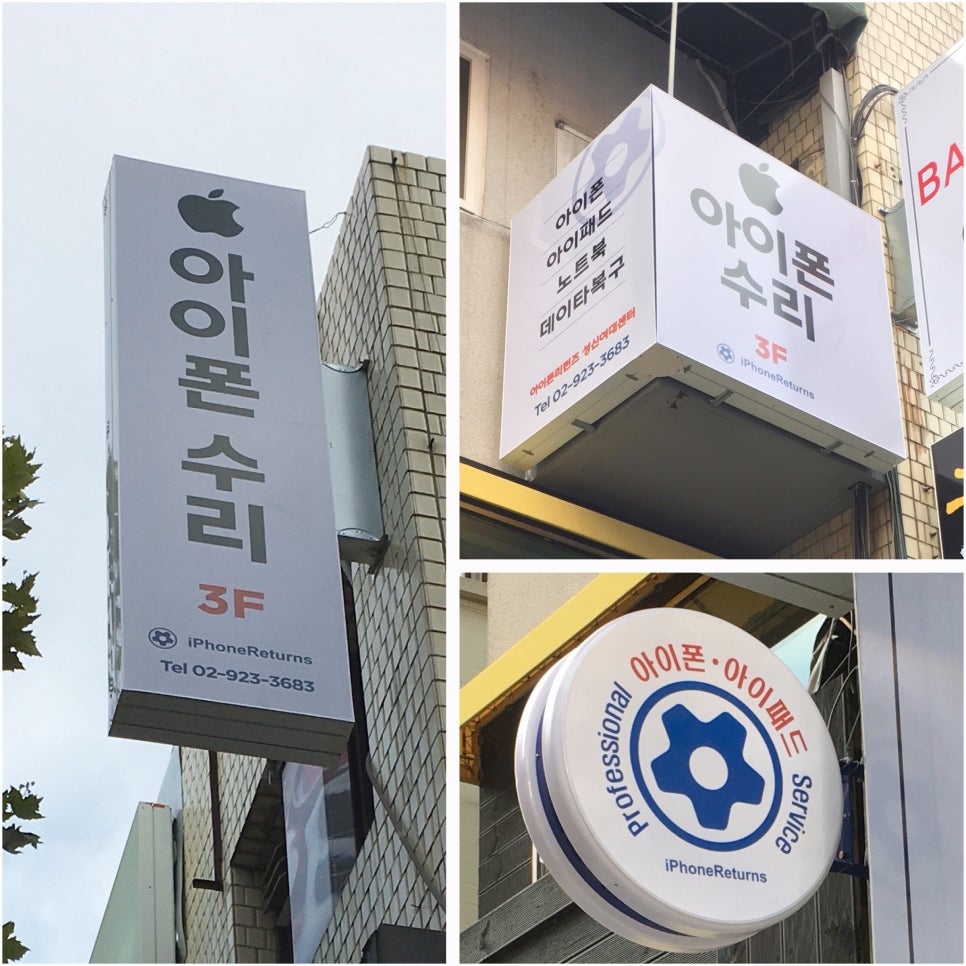 아이폰 수리
3F
iPhoneReturns
Tel 02-923-3683
아이폰
아이패드
노트북
데이타복구
아이폰리턴즈 성신여대센터
Tel 02-923-3683
아이폰
수리
3F
iPhoneReturns
BA
Professional 아이폰·아이패드 Service
iPhoneReturns